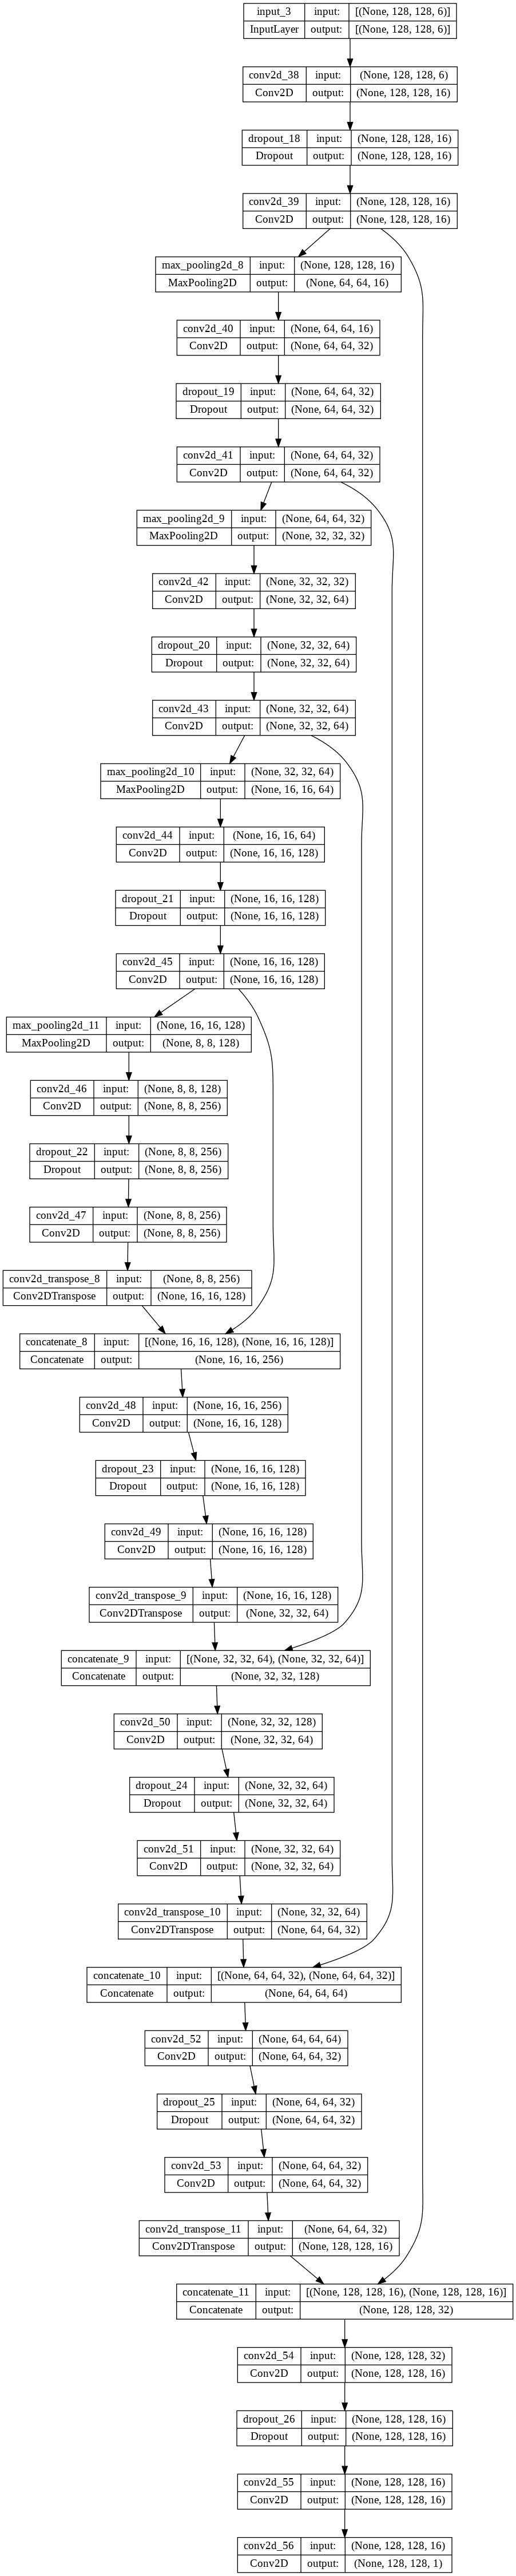 input_3 input: [(None, 128, 128, 6)]
InputLayer output: [(None, 128, 128, 6)]
conv2d_38 input: (None, 128, 128, 6)
Conv2D output: (None, 128, 128, 16)
dropout_18 input: (None, 128, 128, 16)
Dropout output: (None, 128, 128, 16)
conv2d_39 input: (None, 128, 128, 16)
Conv2D output: (None, 128, 128, 16)
max_pooling2d_8 input: (None, 128, 128, 16)
MaxPooling2D output: (None, 64, 64, 16)
conv2d_40 input: (None, 64, 64, 16)
Conv2D output: (None, 64, 64, 32)
dropout_19 input: (None, 64, 64, 32)
Dropout output: (None, 64, 64, 32)
conv2d_41 input: (None, 64, 64, 32)
Conv2D output: (None, 64, 64, 32)
max_pooling2d_9 input: (None, 64, 64, 32)
MaxPooling2D output: (None, 32, 32, 32)
conv2d_42 input: (None, 32, 32, 32)
Conv2D output: (None, 32, 32, 64)
dropout_20 input: (None, 32, 32, 64)
Dropout output: (None, 32, 32, 64)
conv2d_43 input: (None, 32, 32, 64)
Conv2D output: (None, 32, 32, 64)
max_pooling2d_10 input: (None, 32, 32, 64)
MaxPooling2D output: (None, 16, 16, 64)
conv2d_44 input: (None, 16, 16, 64)
Conv2D output: (None, 16, 16, 128)
dropout_21 input: (None, 16, 16, 128)
Dropout output: (None, 16, 16, 128)
conv2d_45 input: (None, 16, 16, 128)
Conv2D output: (None, 16, 16, 128)
max_pooling2d_11 input: (None, 16, 16, 128)
MaxPooling2D output: (None, 8, 8, 128)
conv2d_46 input: (None, 8, 8, 128)
Conv2D output: (None, 8, 8, 256)
dropout_22 input: (None, 8, 8, 256)
Dropout output: (None, 8, 8, 256)
conv2d_47 input: (None, 8, 8, 256)
Conv2D output: (None, 8, 8, 256)
conv2d_transpose_8 input: (None, 8, 8, 256)
Conv2DTranspose output: (None, 16, 16, 128)
concatenate_8 input: [(None, 16, 16, 128), (None, 16, 16, 128)]
Concatenate output: (None, 16, 16, 256)
conv2d_48 input: (None, 16, 16, 256)
Conv2D output: (None, 16, 16, 128)
dropout_23 input: (None, 16, 16, 128)
Dropout output: (None, 16, 16, 128)
conv2d_49 input: (None, 16, 16, 128)
Conv2D output: (None, 16, 16, 128)
conv2d_transpose_9 input: (None, 16, 16, 128)
Conv2DTranspose output: (None, 32, 32, 64)
concatenate_9 input: [(None, 32, 32, 64), (None, 32, 32, 64)]
Concatenate output: (None, 32, 32, 128)
conv2d_50 input: (None, 32, 32, 128)
Conv2D output: (None, 32, 32, 64)
dropout_24 input: (None, 32, 32, 64)
Dropout output: (None, 32, 32, 64)
conv2d_51 input: (None, 32, 32, 64)
Conv2D output: (None, 32, 32, 64)
conv2d_transpose_10 input: (None, 32, 32, 64)
Conv2DTranspose output: (None, 64, 64, 32)
concatenate_10 input: [(None, 64, 64, 32), (None, 64, 64, 32)]
Concatenate output: (None, 64, 64, 64)
conv2d_52 input: (None, 64, 64, 64)
Conv2D output: (None, 64, 64, 32)
dropout_25 input: (None, 64, 64, 32)
Dropout output: (None, 64, 64, 32)
conv2d_53 input: (None, 64, 64, 32)
Conv2D output: (None, 64, 64, 32)
conv2d_transpose_11 input: (None, 64, 64, 32)
Conv2DTranspose output: (None, 128, 128, 16)
concatenate_11 input: [(None, 128, 128, 16), (None, 128, 128, 16)]
Concatenate output: (None, 128, 128, 32)
conv2d_54 input: (None, 128, 128, 32)
Conv2D output: (None, 128, 128, 16)
dropout_26 input: (None, 128, 128, 16)
Dropout output: (None, 128, 128, 16)
conv2d_55 input: (None, 128, 128, 16)
Conv2D output: (None, 128, 128, 16)
conv2d_56 input: (None, 128, 128, 16)
Conv2D output: (None, 128, 128, 1)